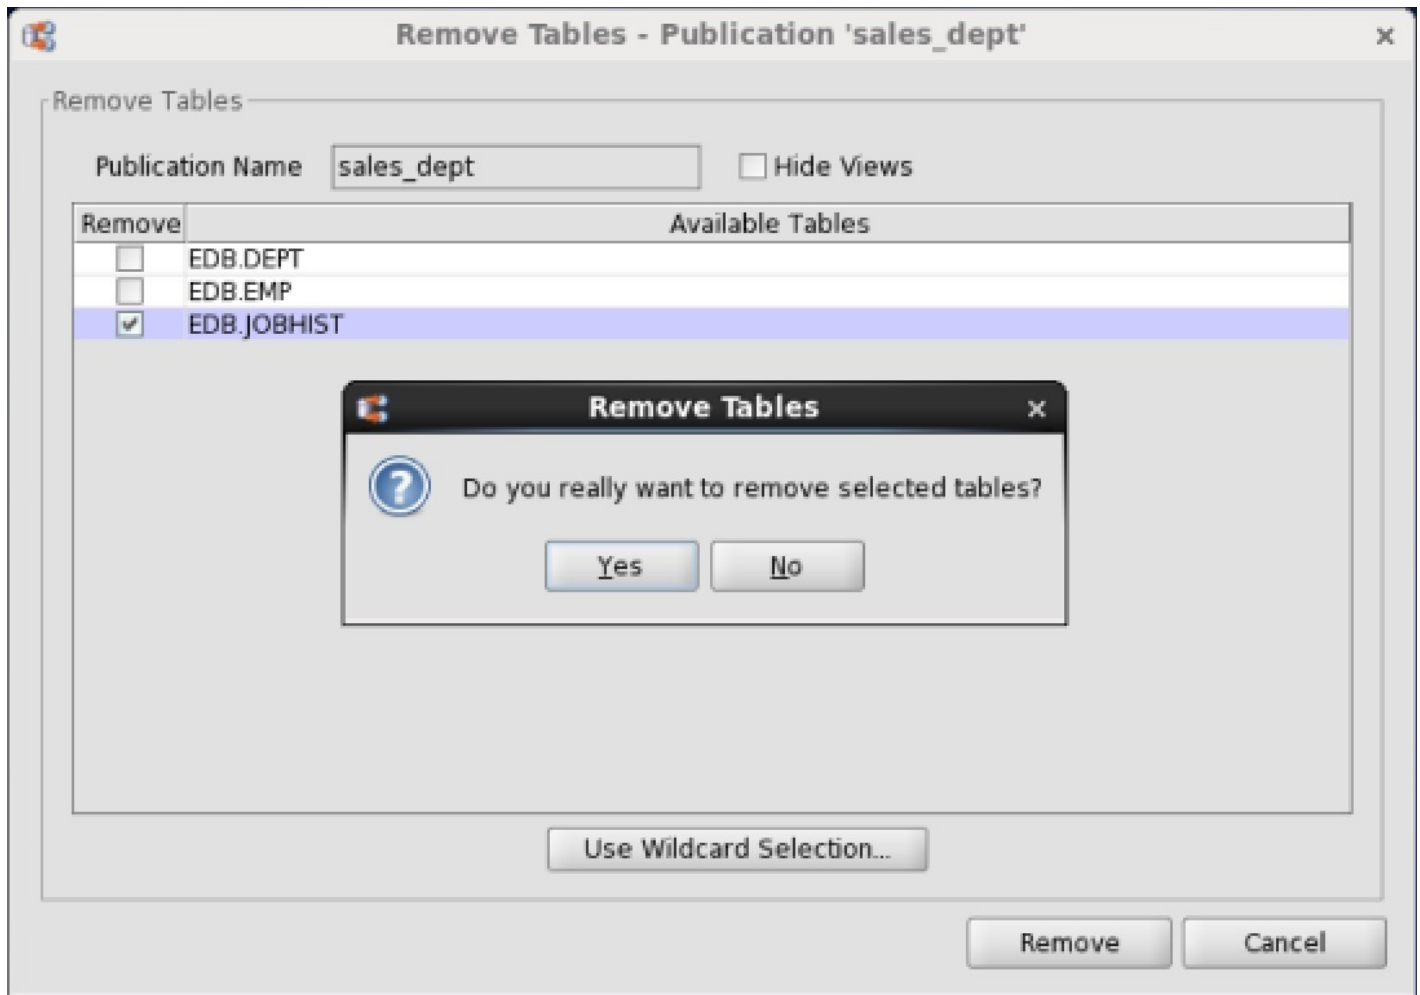 Remove Tables - Publication 'sales_dept'
Remove Tables
Publication Name sales_dept Hide Views
Remove Available Tables
EDB.DEPT
EDB.EMP
EDB.JOBHIST
Remove Tables
Do you really want to remove selected tables?
Yes No
Use Wildcard Selection...
Remove Cancel